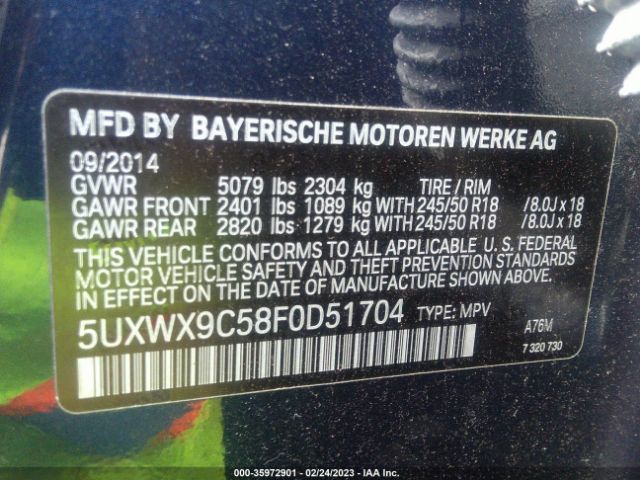 MFD BY BAYERISCHE MOTOREN WERKE AG
09/2014
GVWR 5079 lbs 2304 kg TIRE / RIM
GAWR FRONT 2401 lbs 1089 kg WITH 245/50 R18 /8.0J x 18
GAWR REAR 2820 lbs 1279 kg WITH 245/50 R18 /8.0J x 18
THIS VEHICLE CONFORMS TO ALL APPLICABLE U. S. FEDERAL
MOTOR VEHICLE SAFETY AND THEFT PREVENTION STANDARDS
IN EFFECT ON THE DATE OF MANUFACTURE SHOWN ABOVE.
5UXWX9C58F0D51704 TYPE: MPV
A76M
7 320 730
000-35972901 - 02/24/2023 - IAA Inc.